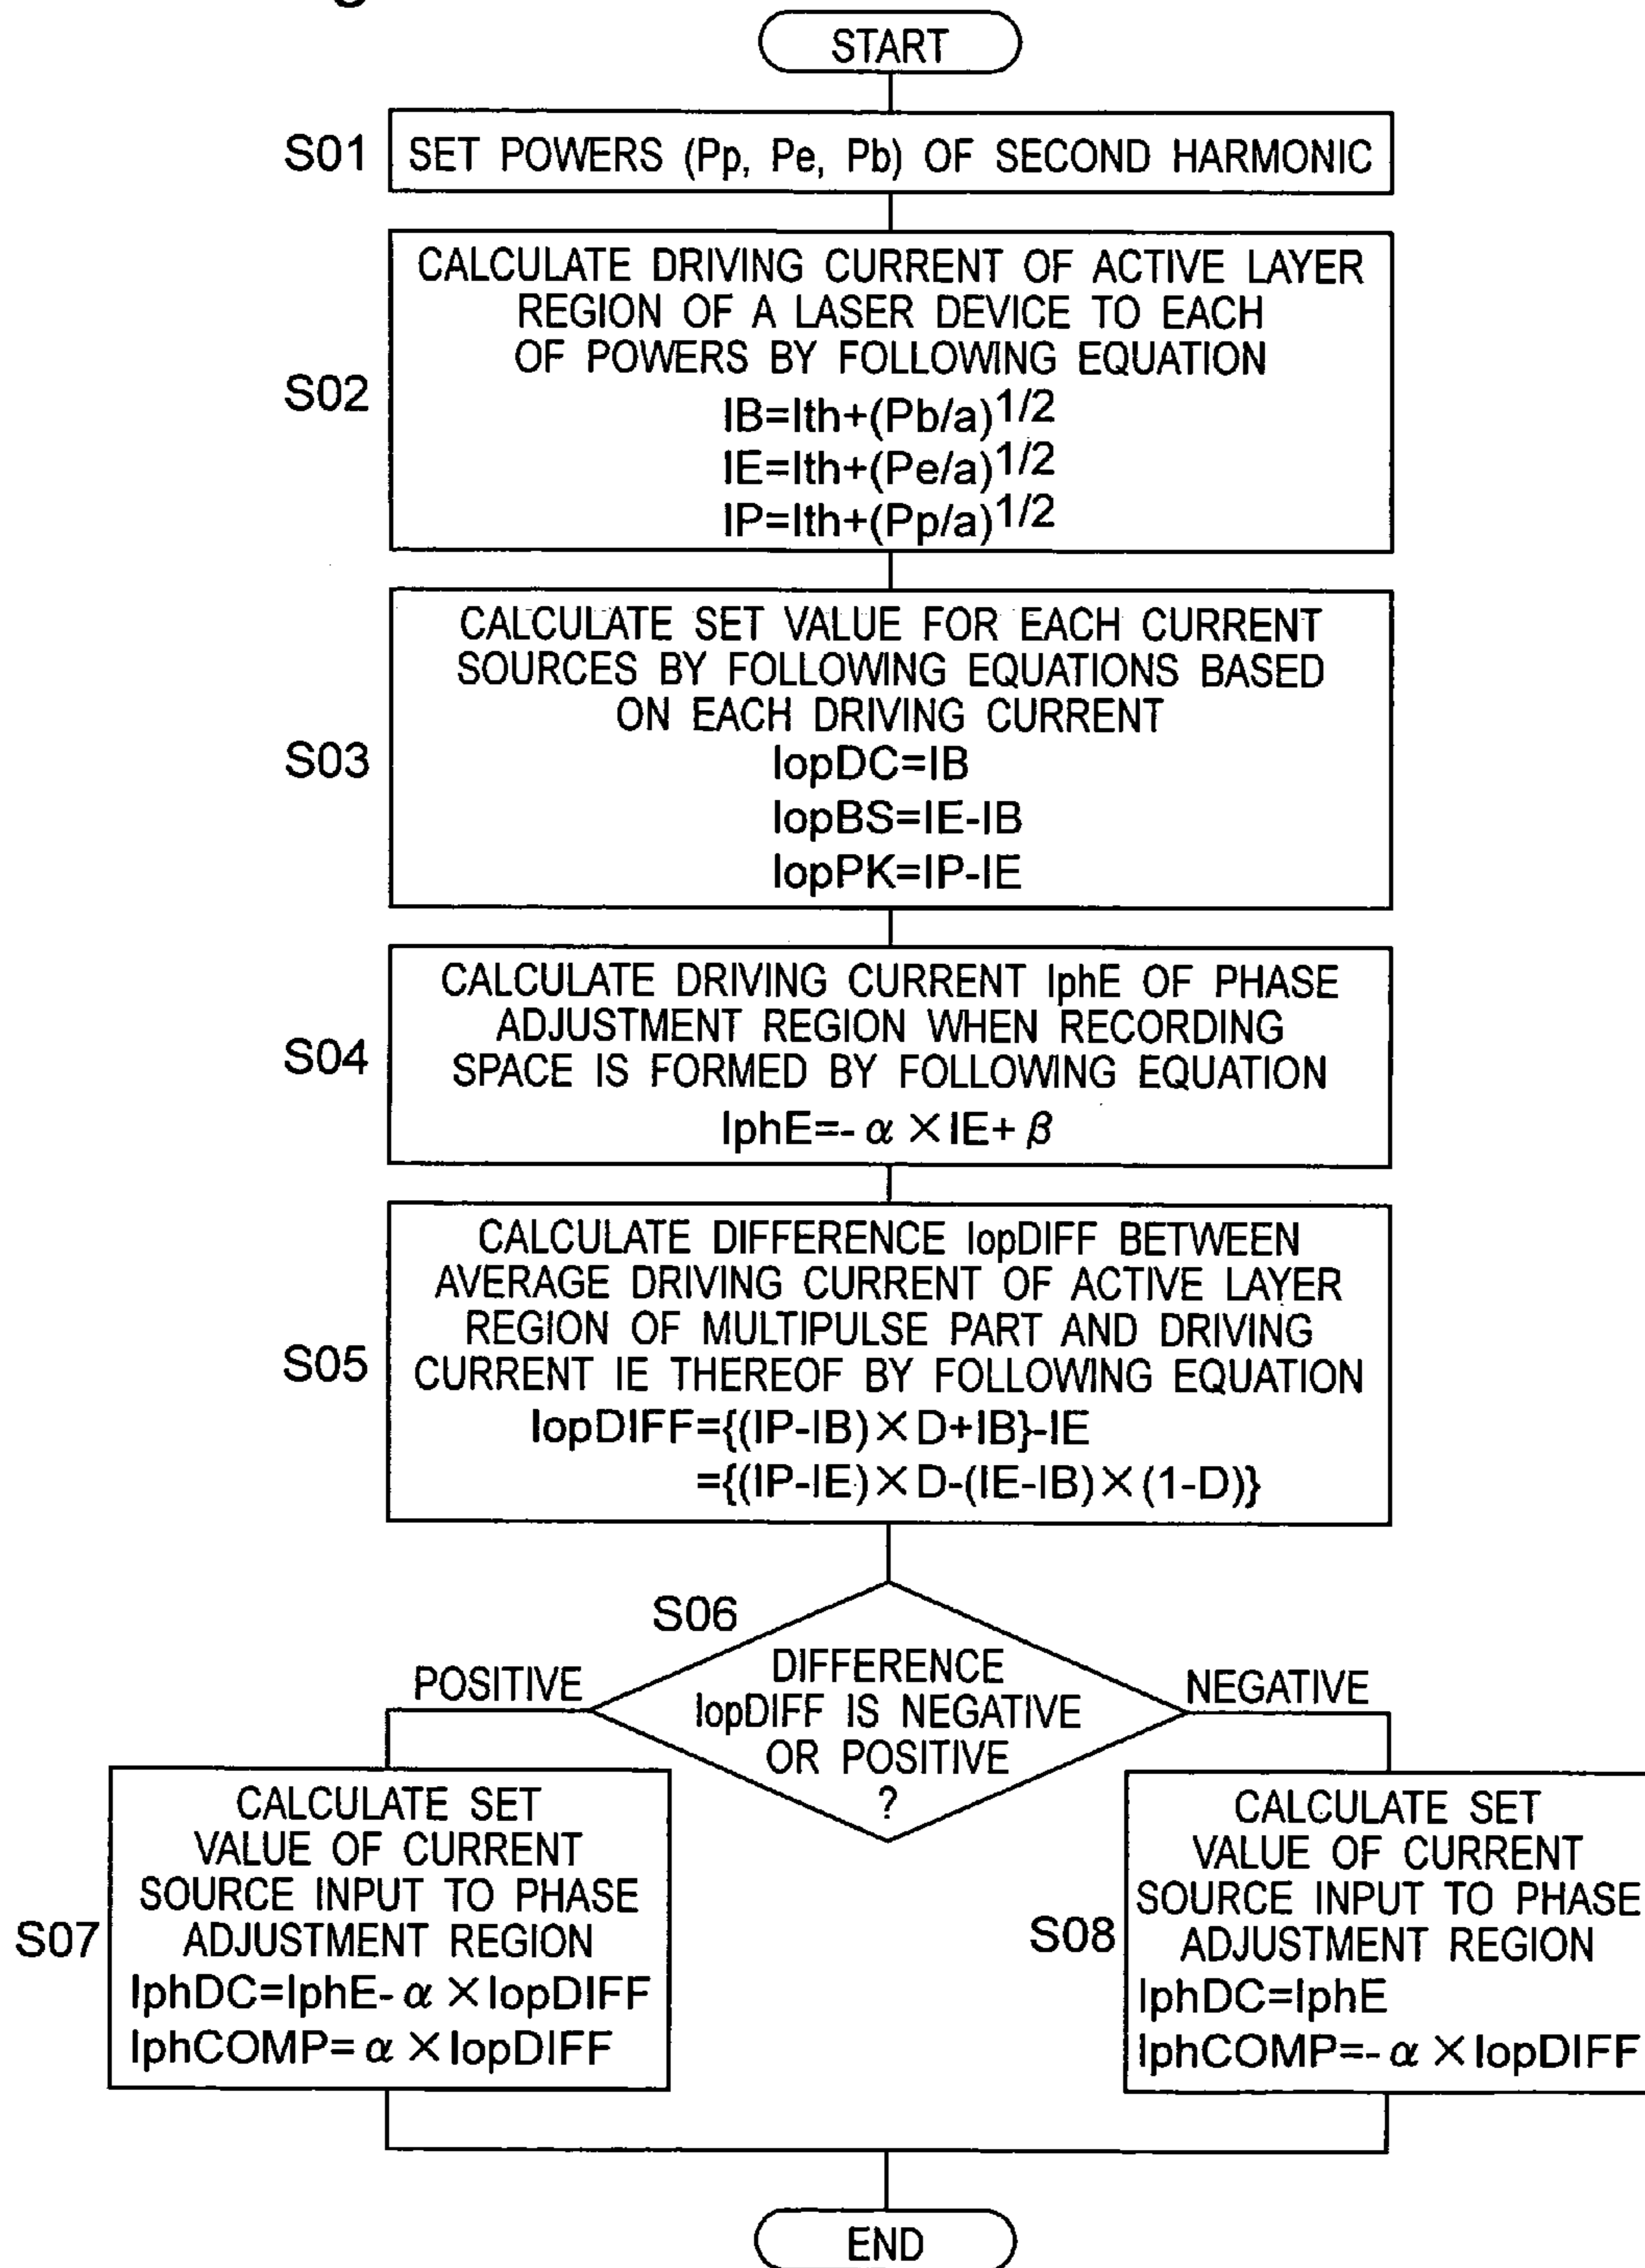 START
S01
SET POWERS (Pp, Pe, Pb) OF SECOND HARMONIC
S02
CALCULATE DRIVING CURRENT OF ACTIVE LAYER
REGION OF A LASER DEVICE TO EACH
OF POWERS BY FOLLOWING EQUATION
IB=Ith+(Pb/a)1/2
IE=Ith+(Pe/a)1/2
IP=Ith+(Pp/a)1/2
S03
CALCULATE SET VALUE FOR EACH CURRENT
SOURCES BY FOLLOWING EQUATIONS BASED
ON EACH DRIVING CURRENT
IopDC=IB
IopBS=IE-IB
IopPK=IP-IE
S04
CALCULATE DRIVING CURRENT IphE OF PHASE
ADJUSTMENT REGION WHEN RECORDING
SPACE IS FORMED BY FOLLOWING EQUATION
IphE=-α×IE+β
S05
CALCULATE DIFFERENCE IopDIFF BETWEEN
AVERAGE DRIVING CURRENT OF ACTIVE LAYER
REGION OF MULTIPULSE PART AND DRIVING
CURRENT IE THEREOF BY FOLLOWING EQUATION
IopDIFF={(IP-IB)×D+IB}-IE
={(IP-IE)×D-(IE-IB)×(1-D)}
S06
DIFFERENCE
IopDIFF IS NEGATIVE
OR POSITIVE
?
POSITIVE
NEGATIVE
S07
CALCULATE SET
VALUE OF CURRENT
SOURCE INPUT TO PHASE
ADJUSTMENT REGION
IphDC=IphE-α×IopDIFF
IphCOMP=α×IopDIFF
S08
CALCULATE SET
VALUE OF CURRENT
SOURCE INPUT TO PHASE
ADJUSTMENT REGION
IphDC=IphE
IphCOMP=-α×IopDIFF
END